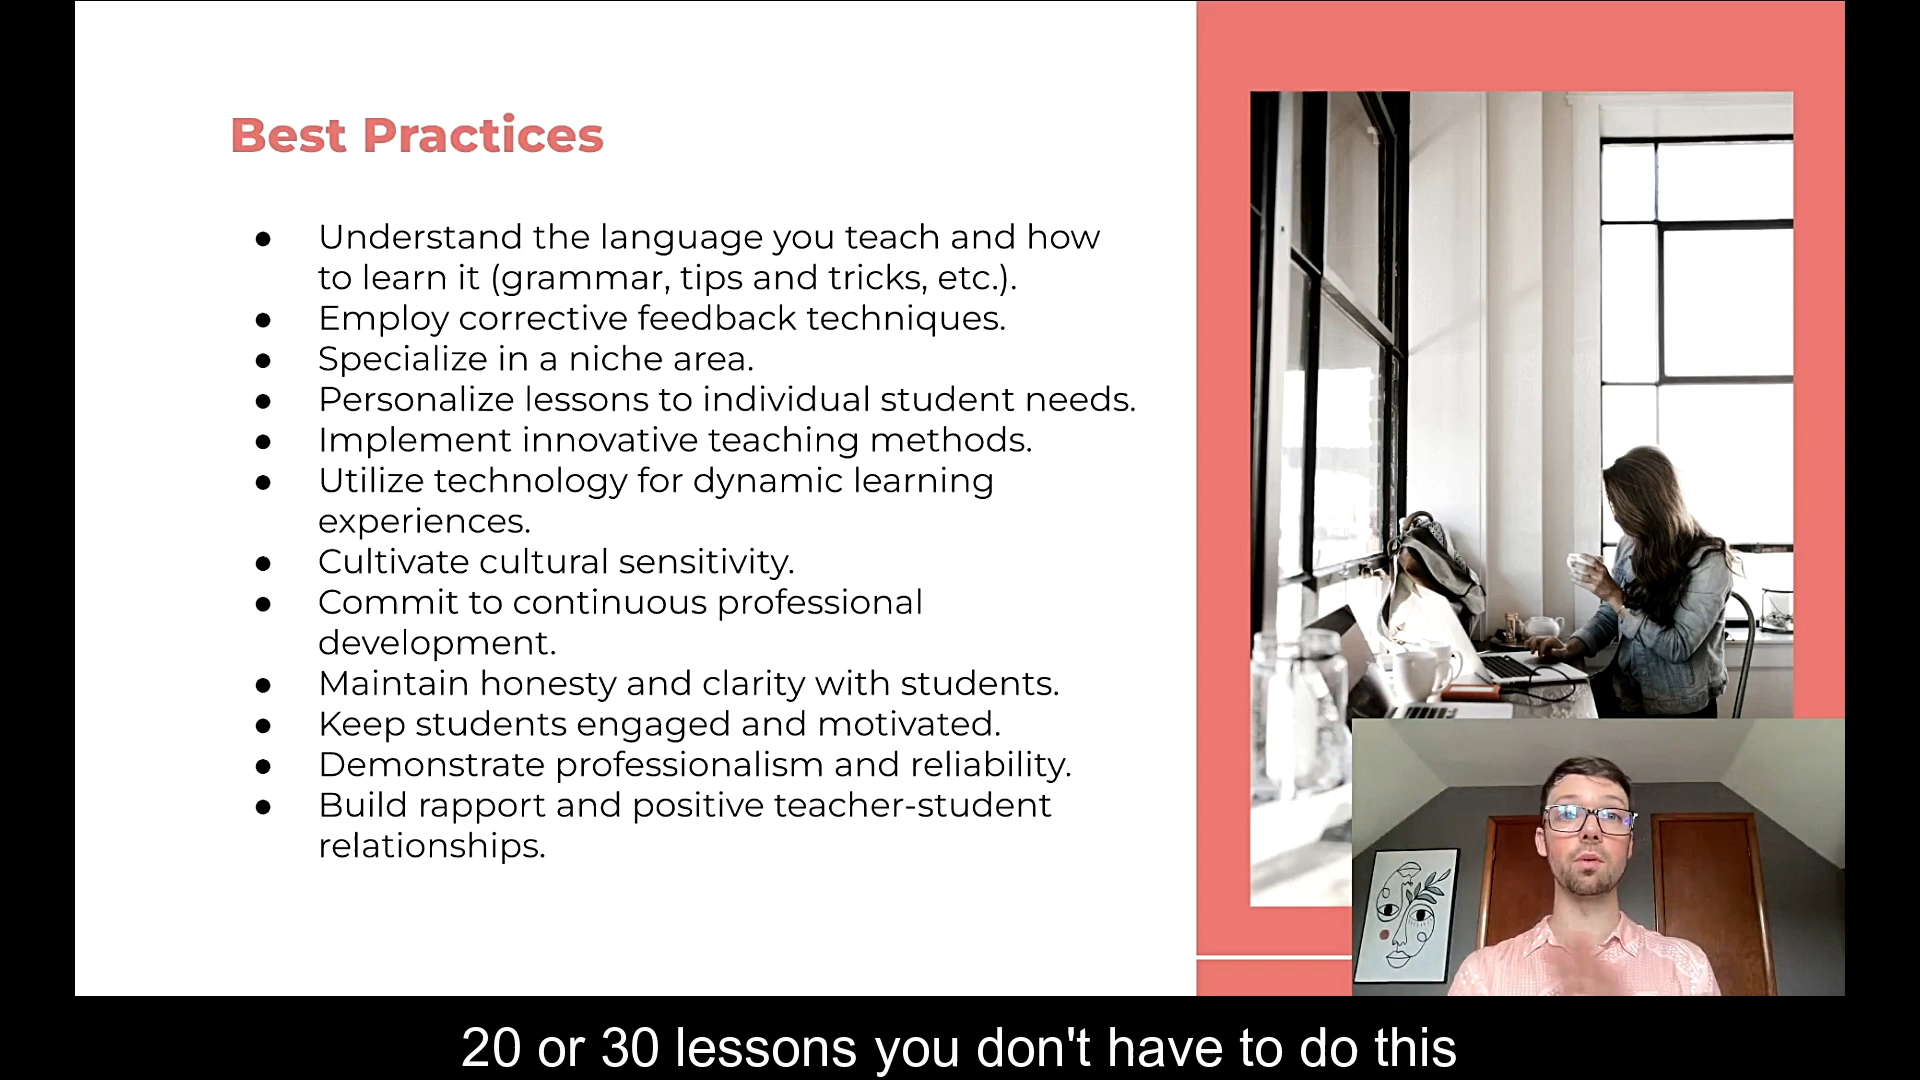 Best Practices
● Understand the language you teach and how
to learn it (grammar, tips and tricks, etc.).
● Employ corrective feedback techniques.
● Specialize in a niche area.
● Personalize lessons to individual student needs.
● Implement innovative teaching methods.
● Utilize technology for dynamic learning
experiences.
● Cultivate cultural sensitivity.
● Commit to continuous professional
development.
● Maintain honesty and clarity with students.
● Keep students engaged and motivated.
● Demonstrate professionalism and reliability.
● Build rapport and positive teacher-student
relationships.
20 or 30 lessons you don't have to do this